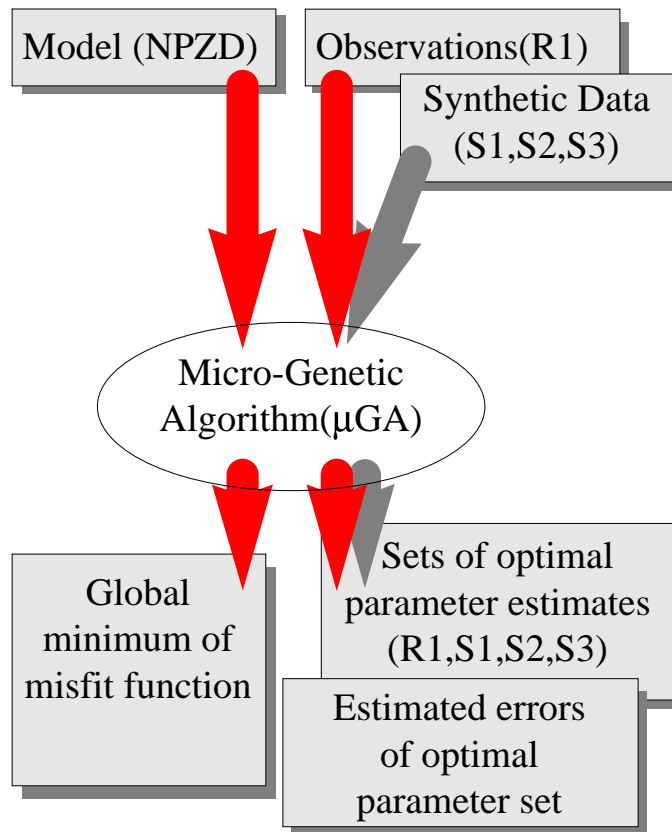 Model (NPZD)
Observations(R1)
Synthetic Data
(S1,S2,S3)
Micro-Genetic
Algorithm(μGA)
Global
minimum of
misfit function
Sets of optimal
parameter estimates
(R1,S1,S2,S3)
Estimated errors
of optimal
parameter set